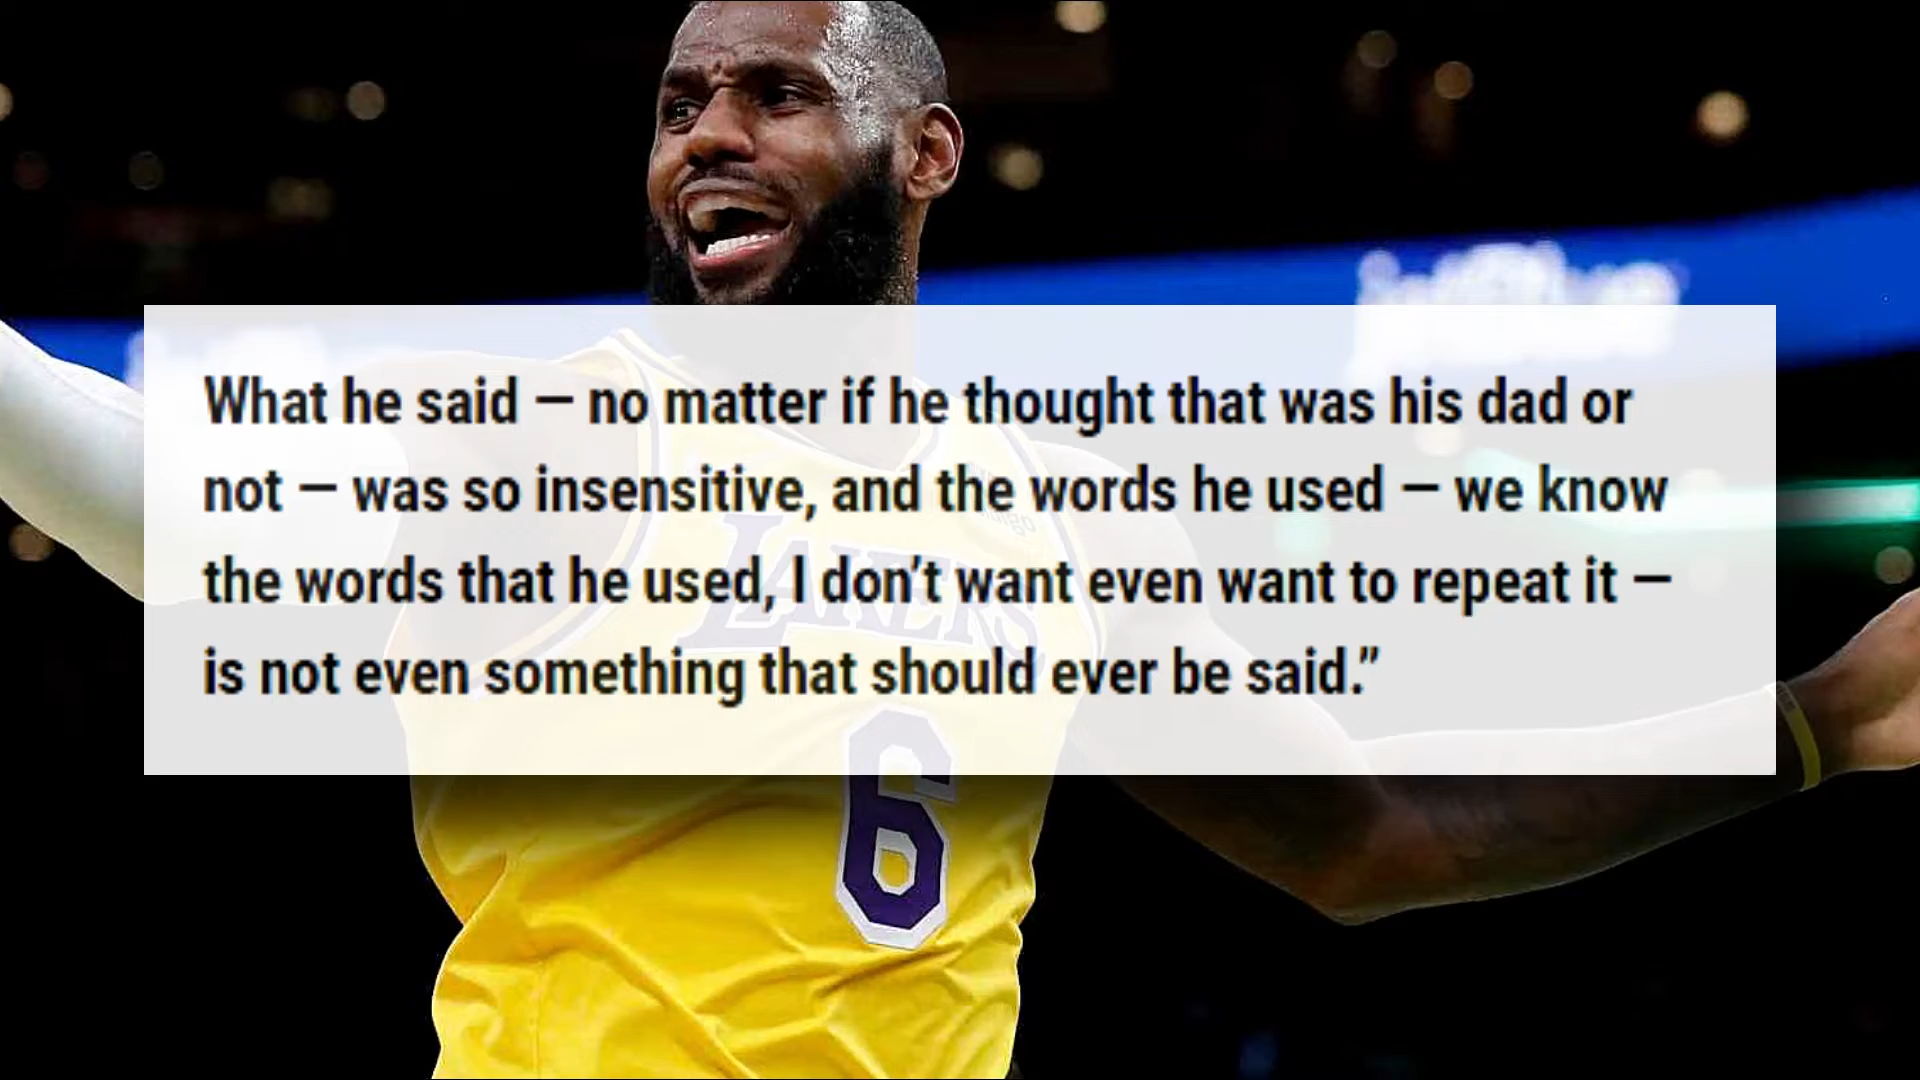 What he said — no matter if he thought that was his dad or
not — was so insensitive, and the words he used — we know
the words that he used, I don’t want even want to repeat it —
is not even something that should ever be said.”
LAKERS
6